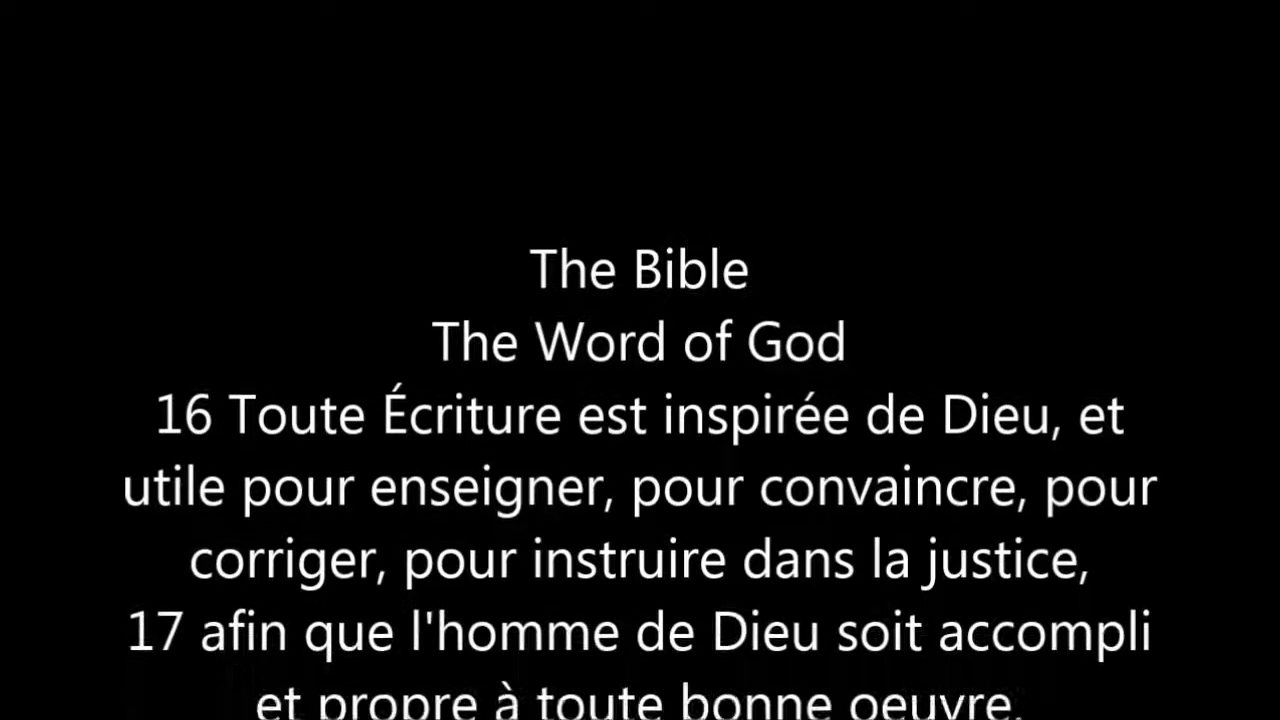 The Bible
The Word of God
16 Toute Écriture est inspirée de Dieu, et
utile pour enseigner, pour convaincre, pour
corriger, pour instruire dans la justice,
17 afin que l'homme de Dieu soit accompli
et propre à toute bonne oeuvre.